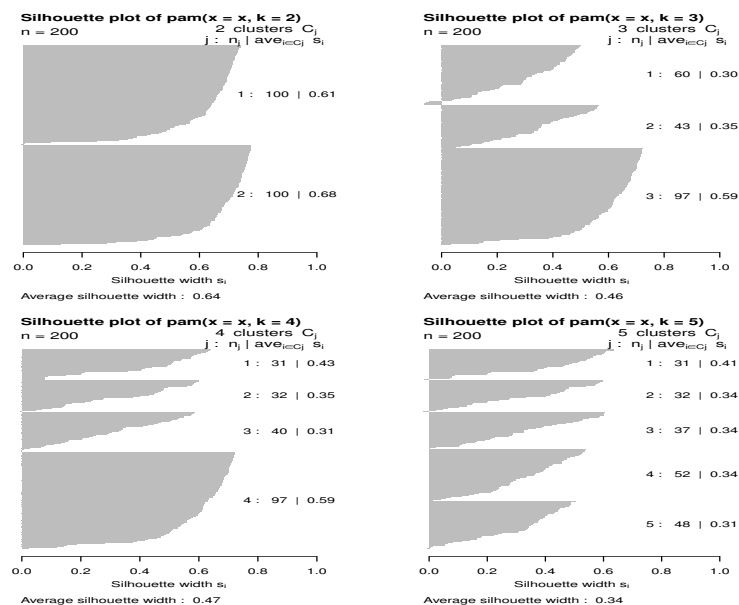 Silhouette plot of pam(x = x, k = 2)
n = 200
2 clusters Cj
j : nj | avei∈Cj si
1 : 100 | 0.61
2 : 100 | 0.68
0.0 0.2 0.4 0.6 0.8 1.0
Silhouette width si
Average silhouette width : 0.64
Silhouette plot of pam(x = x, k = 3)
n = 200
3 clusters Cj
j : nj | avei∈Cj si
1 : 60 | 0.30
2 : 43 | 0.35
3 : 97 | 0.59
0.0 0.2 0.4 0.6 0.8 1.0
Silhouette width si
Average silhouette width : 0.46
Silhouette plot of pam(x = x, k = 4)
n = 200
4 clusters Cj
j : nj | avei∈Cj si
1 : 31 | 0.43
2 : 32 | 0.35
3 : 40 | 0.31
4 : 97 | 0.59
0.0 0.2 0.4 0.6 0.8 1.0
Silhouette width si
Average silhouette width : 0.47
Silhouette plot of pam(x = x, k = 5)
n = 200
5 clusters Cj
j : nj | avei∈Cj si
1 : 31 | 0.41
2 : 32 | 0.34
3 : 37 | 0.34
4 : 52 | 0.34
5 : 48 | 0.31
0.0 0.2 0.4 0.6 0.8 1.0
Silhouette width si
Average silhouette width : 0.34